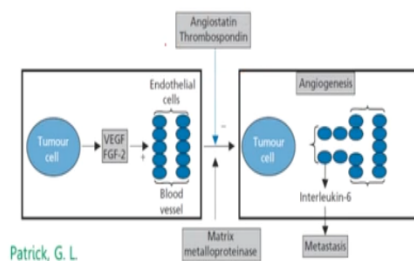 Angiostatin
Thrombospondin
Endothelial
cells
Angiogenesis
Tumour
cell
VEGF
FGF-2
+
−
Tumour
cell
Blood
vessel
Interleukin-6
Matrix
metalloproteinase
Metastasis
Patrick, G. L.